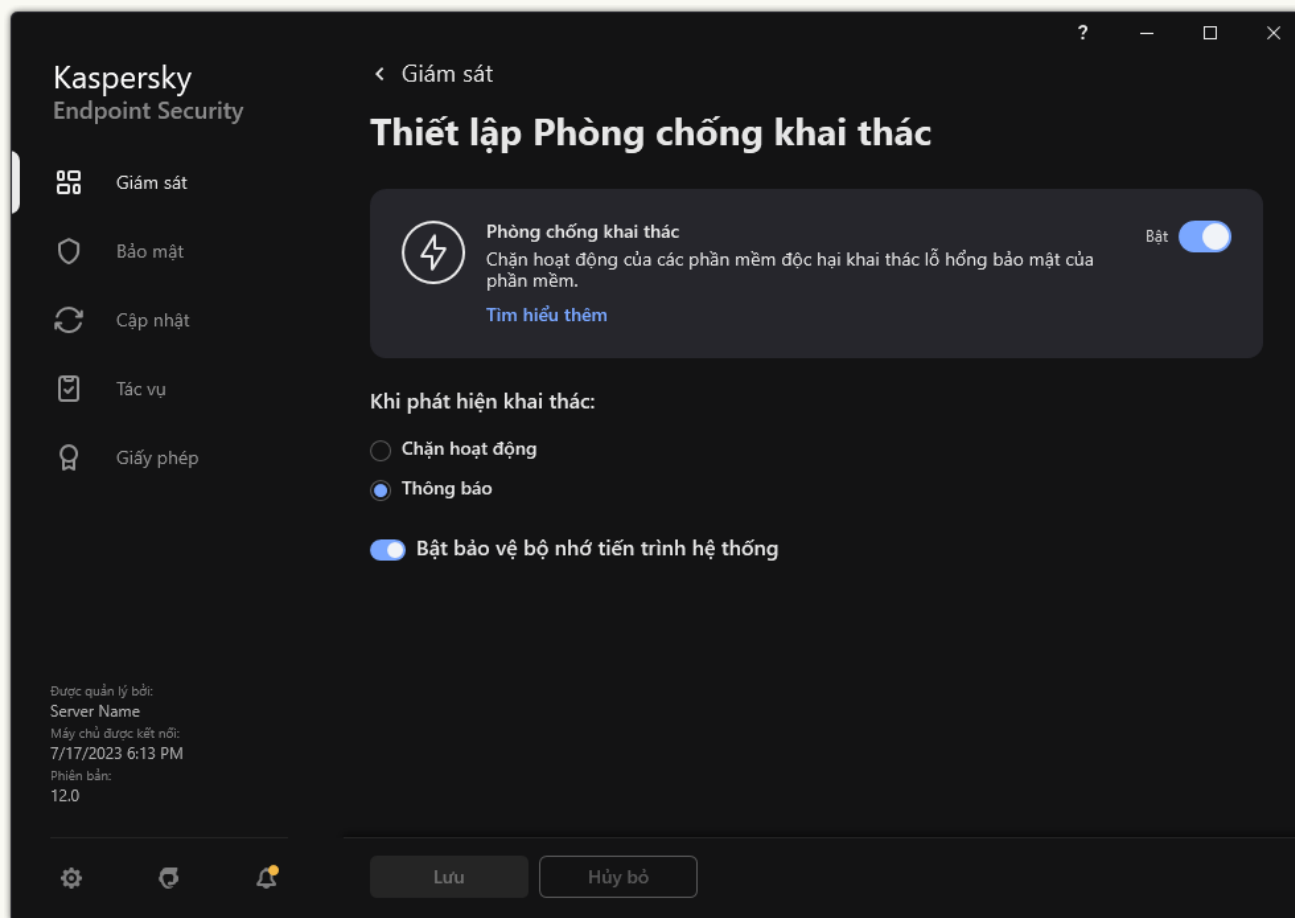 ?
Kaspersky
Endpoint Security
Giám sát
Bảo mật
Cập nhật
Tác vụ
Giấy phép
Được quản lý bởi:
Server Name
Máy chủ được kết nối:
7/17/2023 6:13 PM
Phiên bản:
12.0
Giám sát
Thiết lập Phòng chống khai thác
Phòng chống khai thác
Bật
Chặn hoạt động của các phần mềm độc hại khai thác lỗ hổng bảo mật của
phần mềm.
Tìm hiểu thêm
Khi phát hiện khai thác:
Chặn hoạt động
Thông báo
Bật bảo vệ bộ nhớ tiến trình hệ thống
Lưu
Hủy bỏ